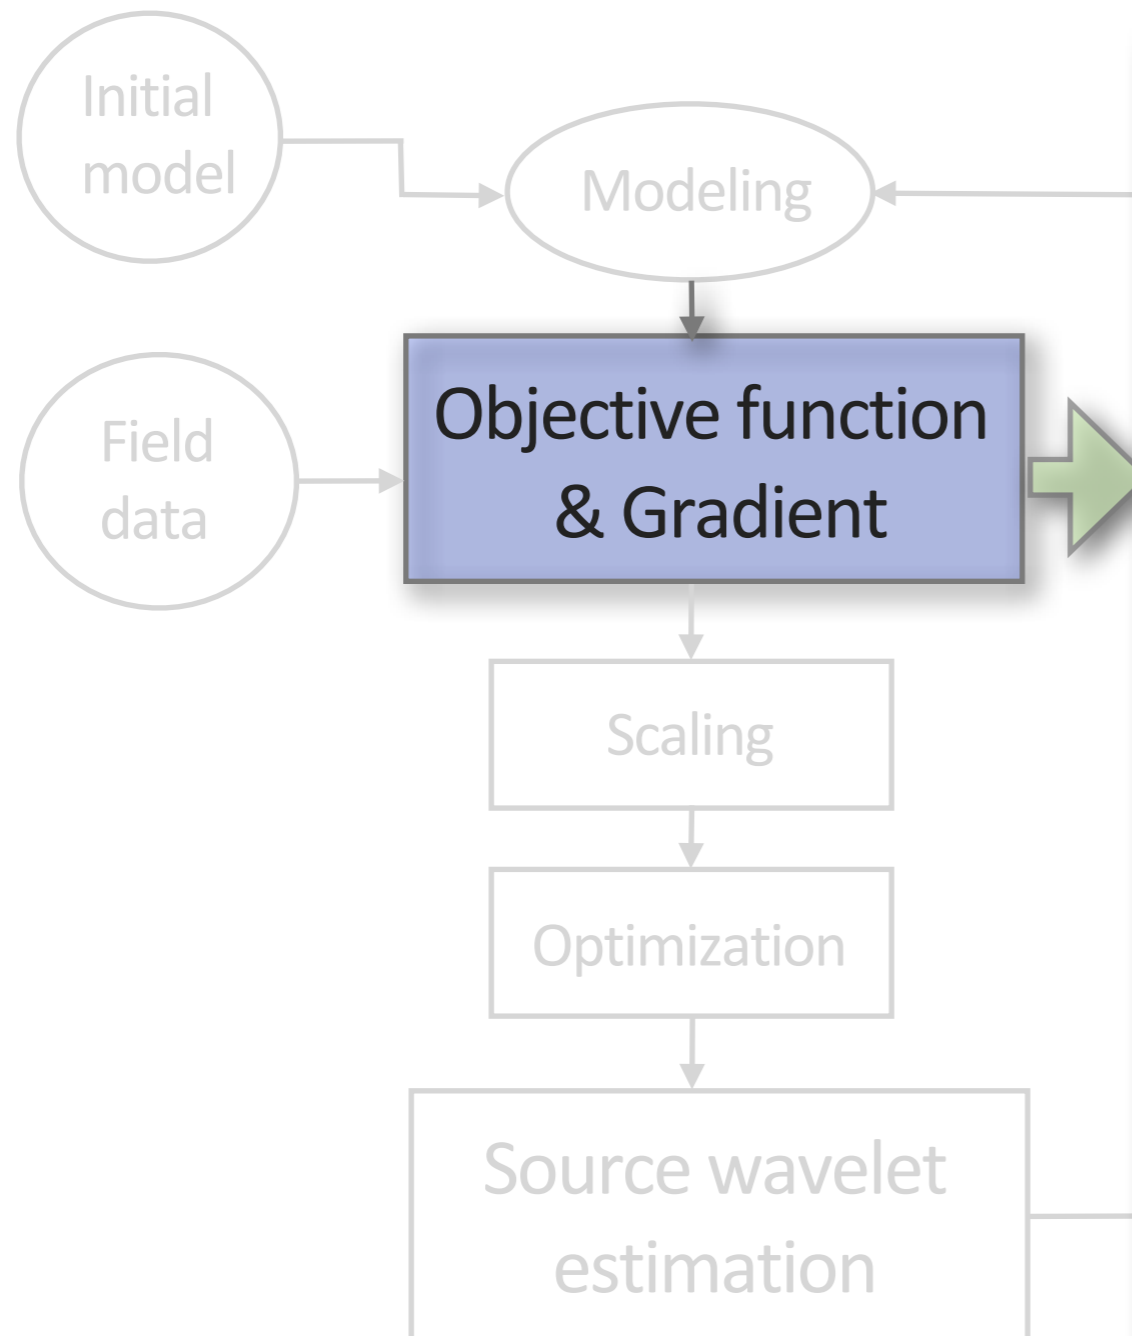 Initial
model
Modeling
Field
data
Objective function
& Gradient
Scaling
Optimization
Source wavelet
estimation